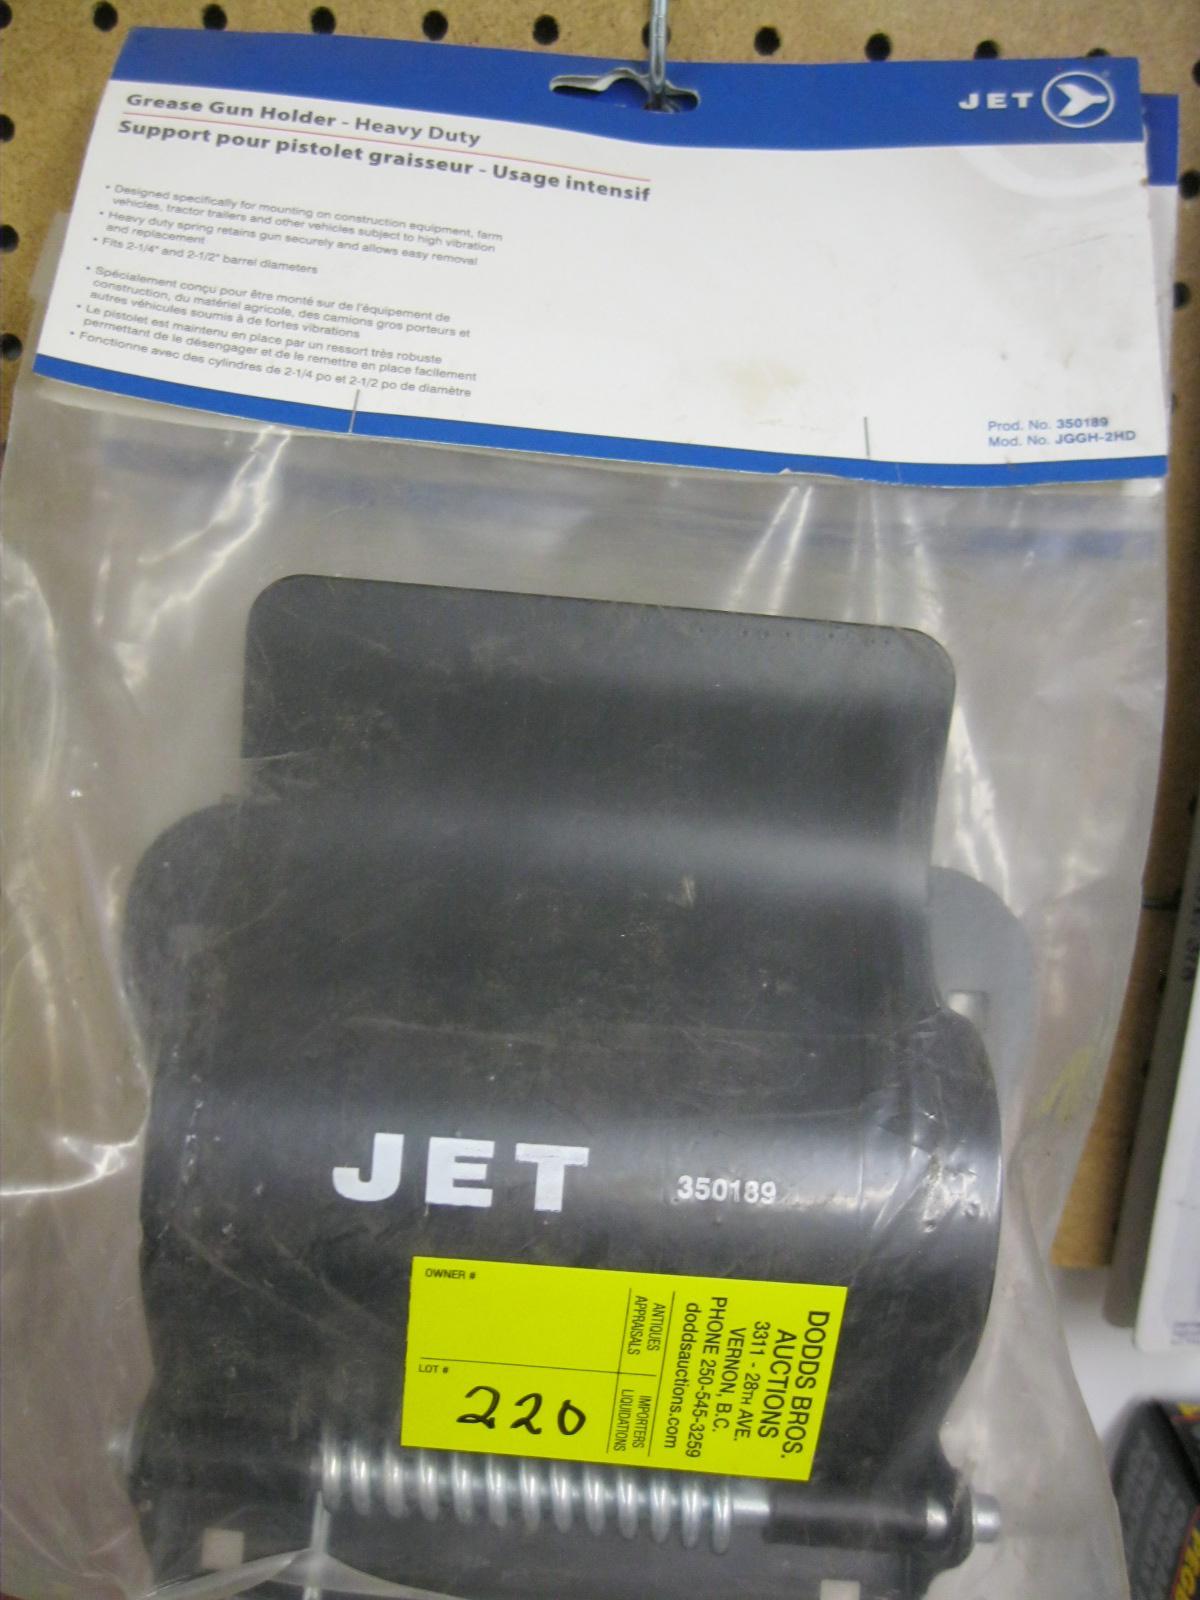 JET
Grease Gun Holder - Heavy Duty
Support pour pistolet graisseur - Usage intensif
• Designed specifically for mounting on construction equipment, farm
vehicles, tractor trailers and other vehicles subject to high vibration
• Heavy duty spring retains gun securely and allows easy removal
and replacement
• Fits 2-1/4" and 2-1/2" barrel diameters
• Spécialement conçu pour être monté sur de l'équipement de
construction, du matériel agricole, des camions gros porteurs et
autres véhicules soumis à de fortes vibrations
• Le pistolet est maintenu en place par un ressort très robuste
permettant de le désengager et de le remettre en place facilement
• Fonctionne avec des cylindres de 2-1/4 po et 2-1/2 po de diamètre
Prod. No. 350189
Mod. No. JGGH-2HD
JET 350189
OWNER #
LOT #
220
DODDS BROS.
AUCTIONS
3311 - 28TH AVE.
VERNON, B.C.
PHONE 250-545-3259
doddsauctions.com
ANTIQUES
APPRAISALS
IMPORTERS
LIQUIDATIONS